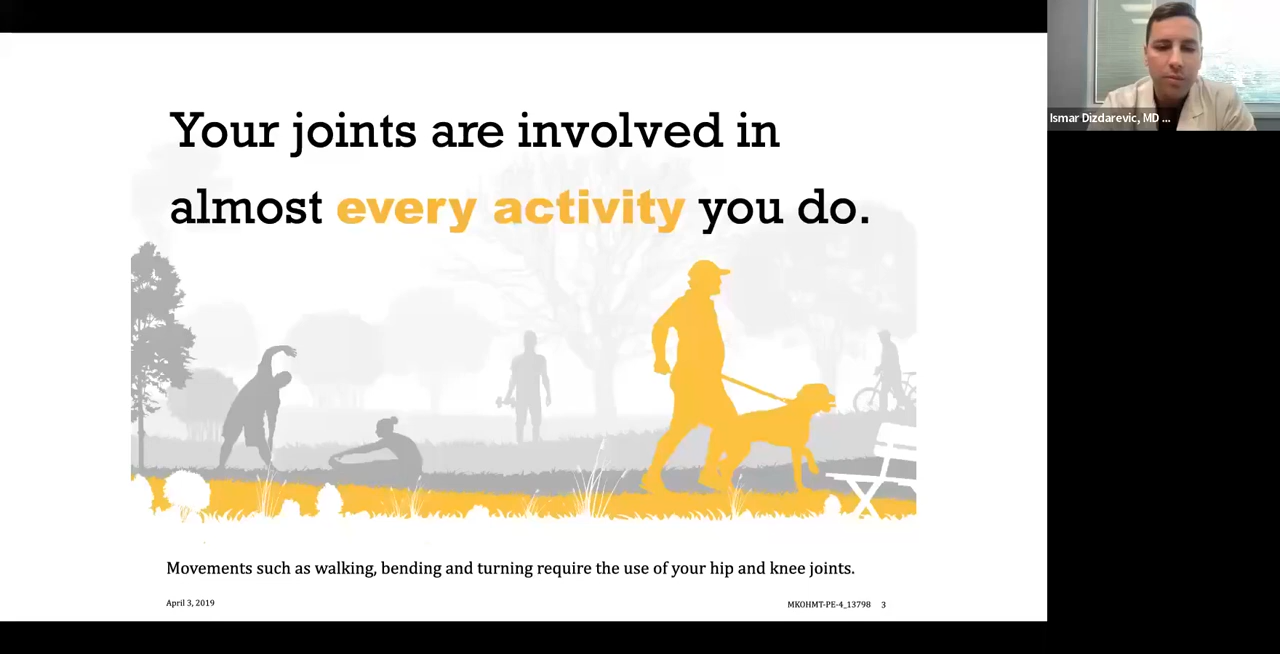 Your joints are involved in
almost every activity you do.
Movements such as walking, bending and turning require the use of your hip and knee joints.
April 3, 2019
MKOHMT-PE-4_13798 3
Ismar Dizdarevic, MD ...